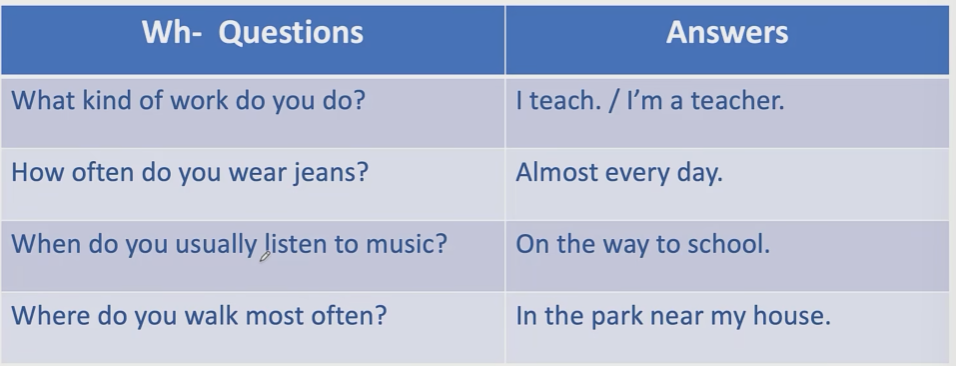 Wh-  Questions
Answers
What kind of work do you do?
I teach. / I’m a teacher.
How often do you wear jeans?
Almost every day.
When do you usually listen to music?
On the way to school.
Where do you walk most often?
In the park near my house.